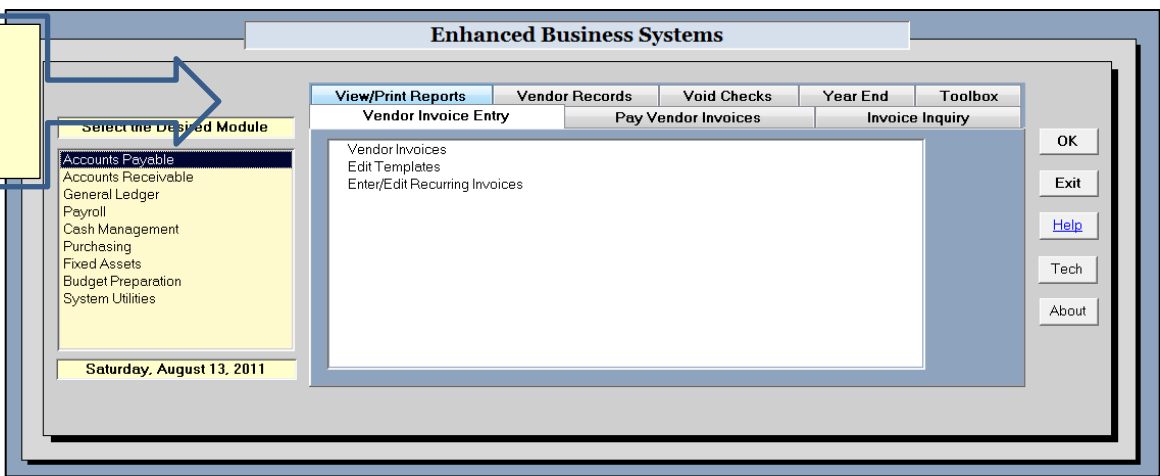 Enhanced Business Systems
View/Print Reports Vendor Records Void Checks Year End Toolbox
Vendor Invoice Entry Pay Vendor Invoices Invoice Inquiry
Select the Desired Module
Accounts Payable
Accounts Receivable
General Ledger
Payroll
Cash Management
Purchasing
Fixed Assets
Budget Preparation
System Utilities
Saturday, August 13, 2011
Vendor Invoices
Edit Templates
Enter/Edit Recurring Invoices
OK
Exit
Help
Tech
About